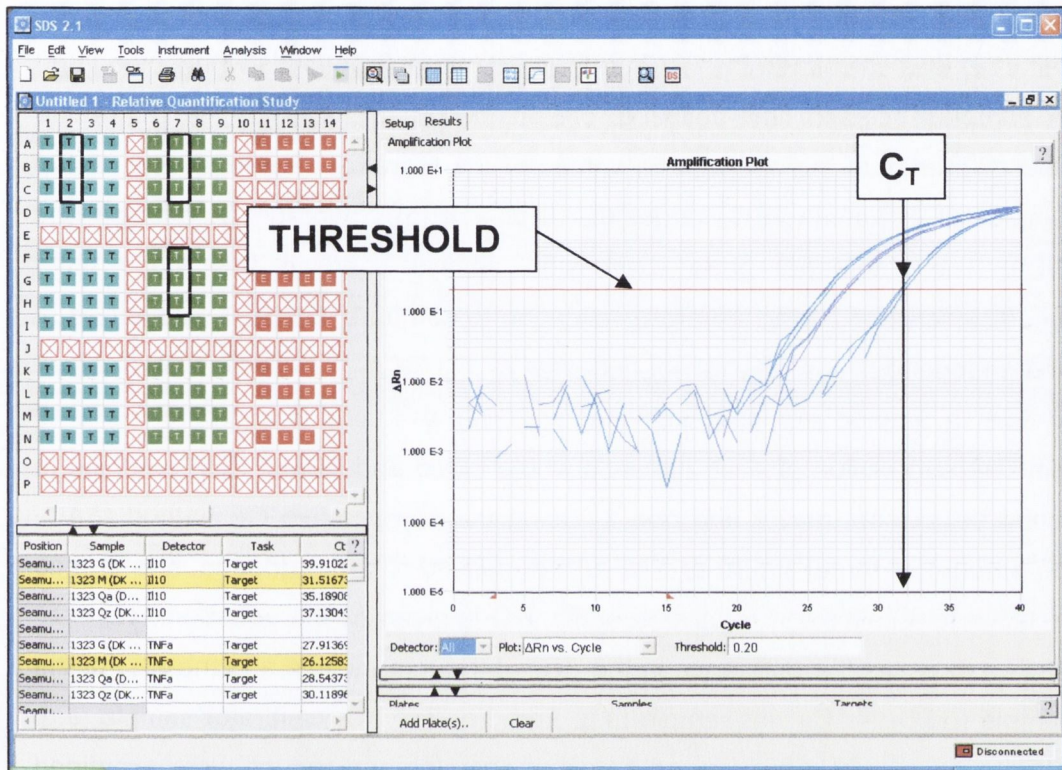 SDS 2.1
File Edit View Tools Instrument Analysis Window Help
Untitled 1 - Relative Quantification Study
1 2 3 4 5 6 7 8 9 10 11 12 13 14
A T T T T T T T T E E E E
B T T T T T T T T E E E E
C T T T T T T T T
D T T T T T T T T
E
F T T T T T T T T
G T T T T T T T T E E E E
H T T T T T T T T
I T T T T T T T T E E E E
J
K T T T T T T T T E E E E
L T T T T T T T T E E E E
M T T T T T T T T
N T T T T T T T T E E E
O
P
Setup Results
Amplification Plot
Amplification Plot
CT
THRESHOLD
1.000 E+1
1.000 E-1
1.000 E-2
1.000 E-3
1.000 E-4
1.000 E-5
ΔRn
0 5 10 15 20 25 30 35 40
Cycle
Detector: All Plot: ΔRn vs. Cycle Threshold: 0.20
Position Sample Detector Task Ct ?
Seamu... 1323 G (DK ... Il10 Target 39.91022
Seamu... 1323 M (DK ... Il10 Target 31.51673
Seamu... 1323 Qa (D... Il10 Target 35.18908
Seamu... 1323 Qz (DK... Il10 Target 37.13043
Seamu...
Seamu... 1323 G (DK ... TNFa Target 27.91369
Seamu... 1323 M (DK ... TNFa Target 26.12583
Seamu... 1323 Qa (D... TNFa Target 28.54373
Seamu... 1323 Qz (DK... TNFa Target 30.11896
Seamu...
Plates Samples Targets
Add Plate(s).. Clear
Disconnected